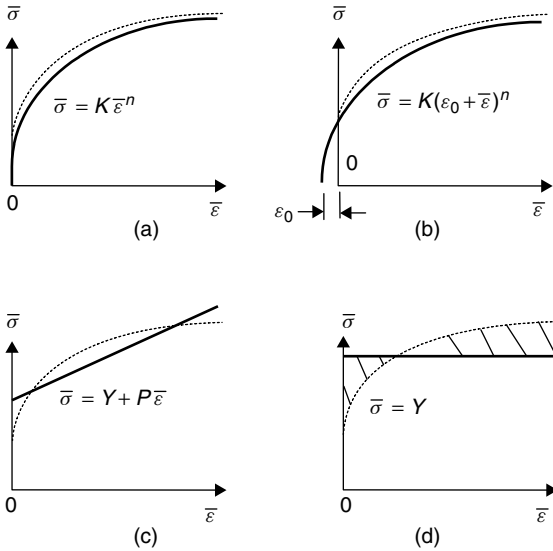 σ̅
σ̅ = Kε̅ⁿ
0
ε̅
(a)
σ̅
σ̅ = K(ε₀ + ε̅)ⁿ
0
ε₀
ε̅
(b)
σ̅
σ̅ = Y + Pε̅
0
ε̅
(c)
σ̅
σ̅ = Y
0
ε̅
(d)